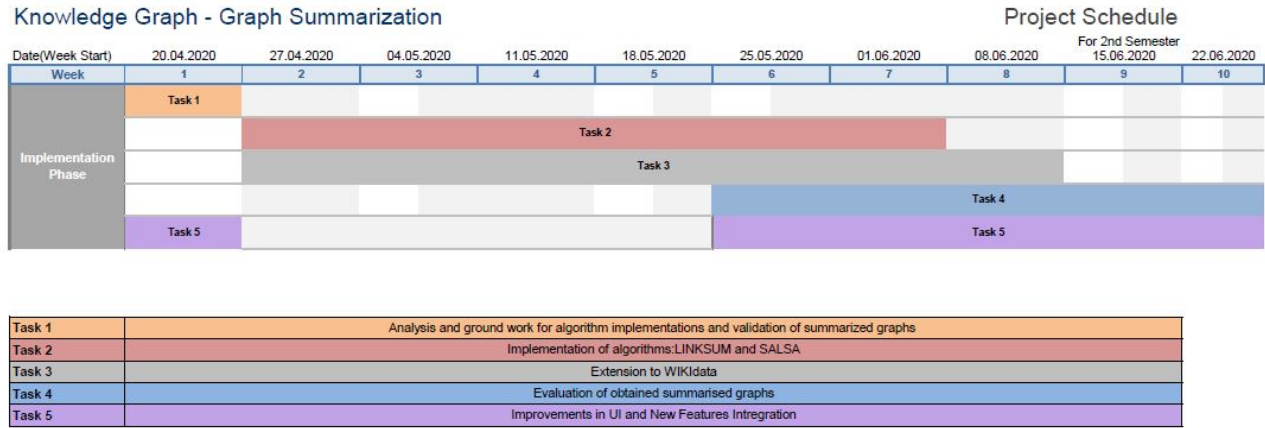 Knowledge Graph - Graph Summarization Project Schedule
For 2nd Semester
Date(Week Start) 20.04.2020 27.04.2020 04.05.2020 11.05.2020 18.05.2020 25.05.2020 01.06.2020 08.06.2020 15.06.2020 22.06.2020
Week 1 2 3 4 5 6 7 8 9 10
Implementation
Phase
Task 1
Task 2
Task 3
Task 4
Task 5 Task 5
Task 1 Analysis and ground work for algorithm implementations and validation of summarized graphs
Task 2 Implementation of algorithms:LINKSUM and SALSA
Task 3 Extension to WIKIdata
Task 4 Evaluation of obtained summarised graphs
Task 5 Improvements in UI and New Features Intregration